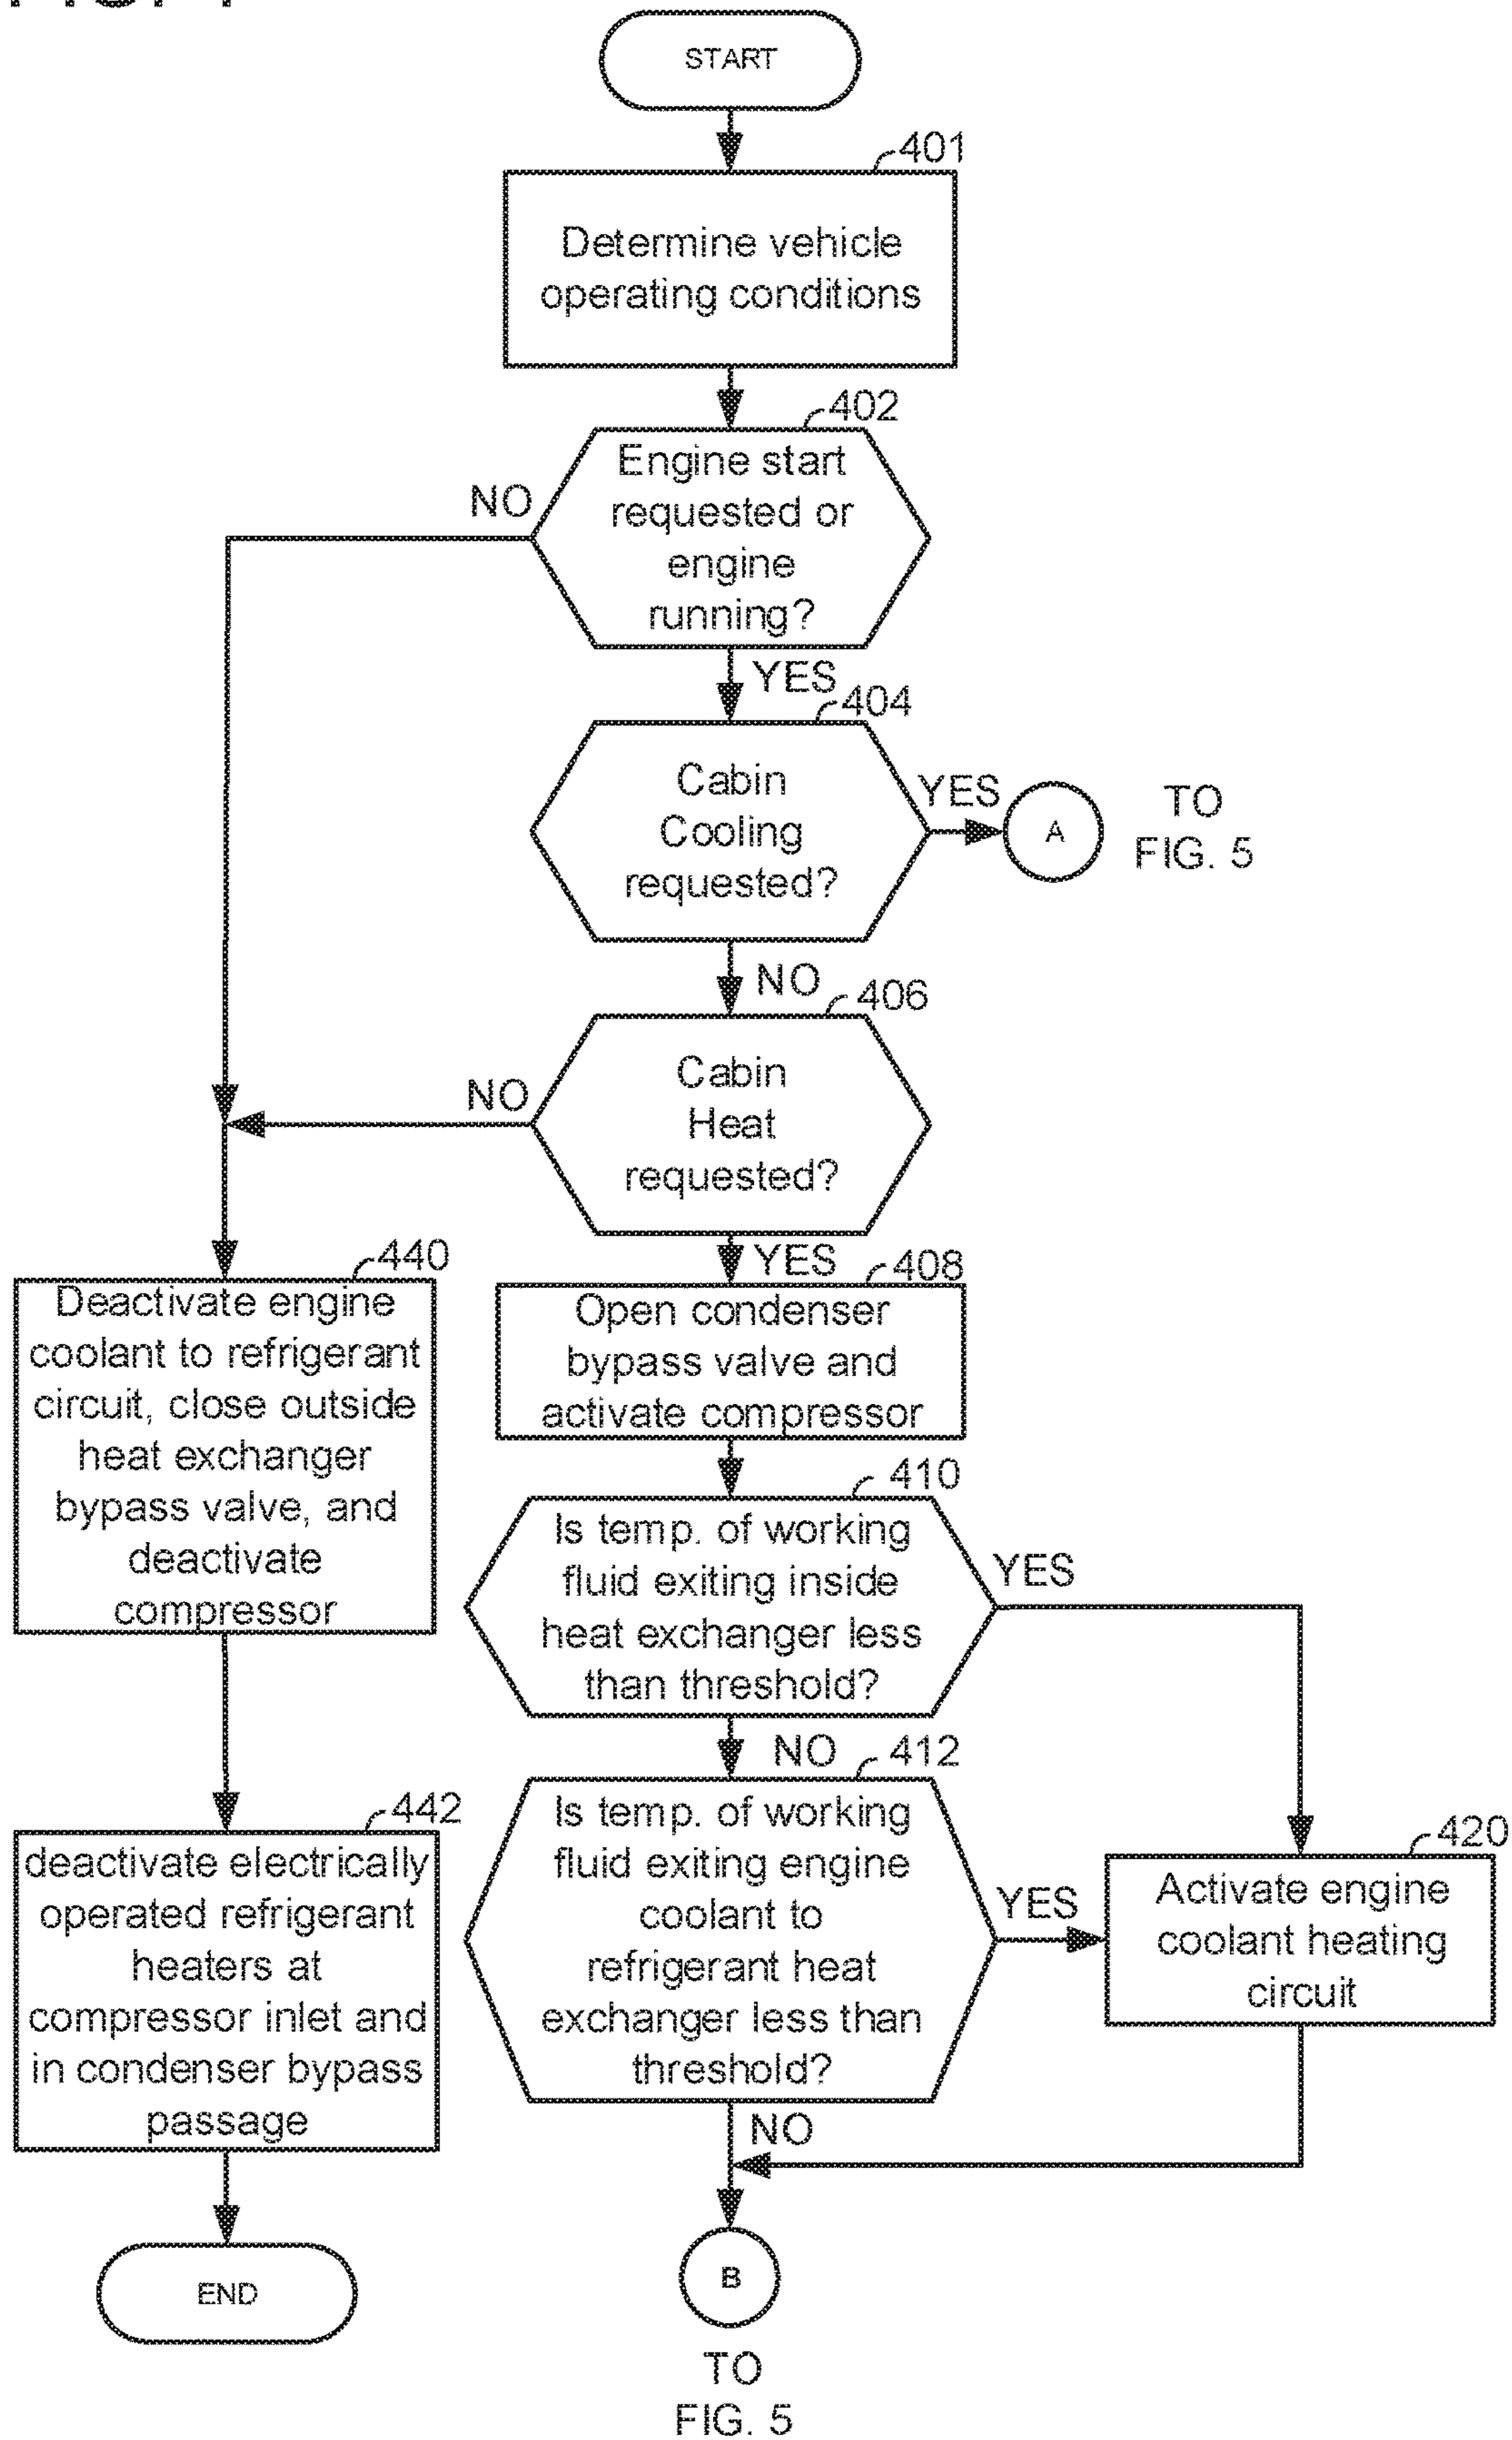 START
401
Determine vehicle
operating conditions
402
Engine start
requested or
engine
running?
NO
YES
404
Cabin
Cooling
requested?
YES
A
TO
FIG. 5
NO
406
Cabin
Heat
requested?
NO
YES
440
Deactivate engine
coolant to refrigerant
circuit, close outside
heat exchanger
bypass valve, and
deactivate
compressor
408
Open condenser
bypass valve and
activate compressor
410
Is temp. of working
fluid exiting inside
heat exchanger less
than threshold?
YES
NO
412
Is temp. of working
fluid exiting engine
coolant to
refrigerant heat
exchanger less than
threshold?
YES
420
Activate engine
coolant heating
circuit
442
deactivate electrically
operated refrigerant
heaters at
compressor inlet and
in condenser bypass
passage
NO
END
B
TO
FIG. 5